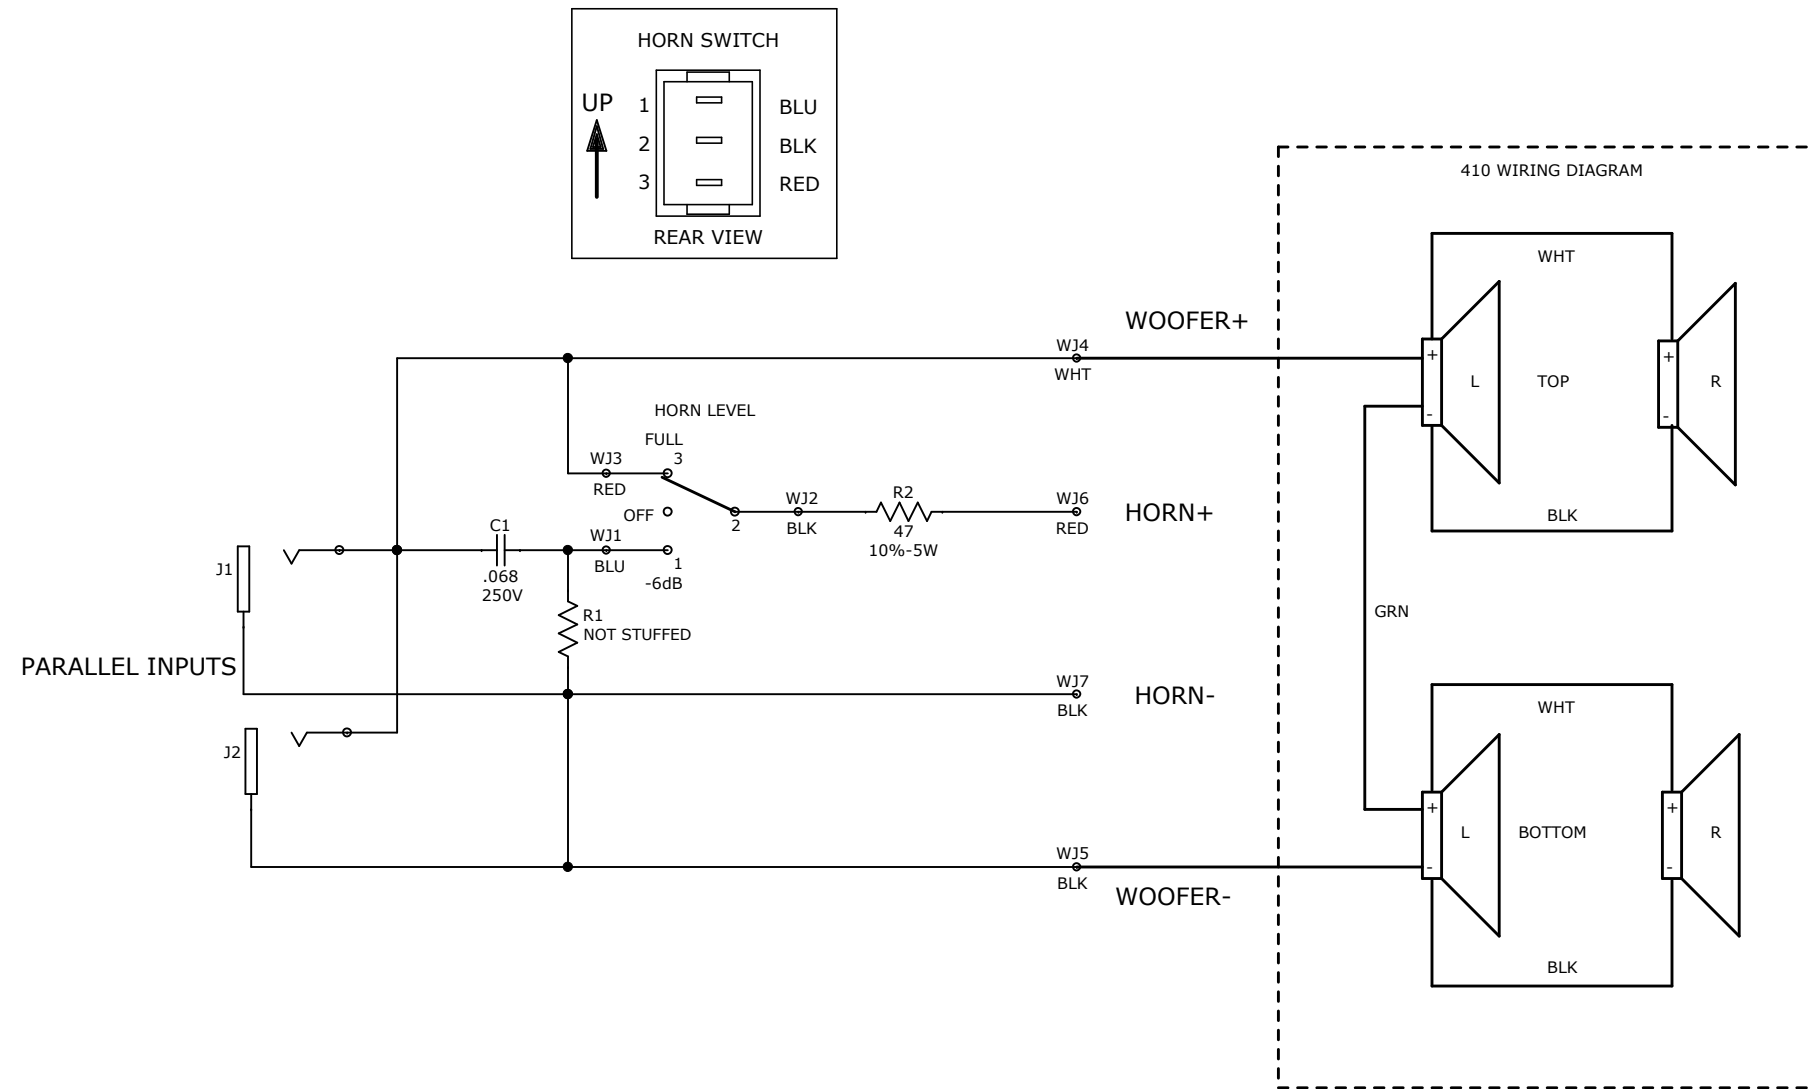 HORN SWITCH
UP
1
BLU
2
BLK
3
RED
REAR VIEW
410 WIRING DIAGRAM
WHT
WOOFER+
WJ4
WHT
+
L
-
TOP
+
R
-
HORN LEVEL
FULL
3
WJ3
RED
OFF
2
WJ2
BLK
R2
47
10%-5W
WJ6
RED
HORN+
BLK
C1
.068
250V
WJ1
BLU
1
-6dB
J1
R1
NOT STUFFED
GRN
PARALLEL INPUTS
WJ7
BLK
HORN-
WHT
J2
+
L
-
BOTTOM
+
R
-
WJ5
BLK
WOOFER-
BLK